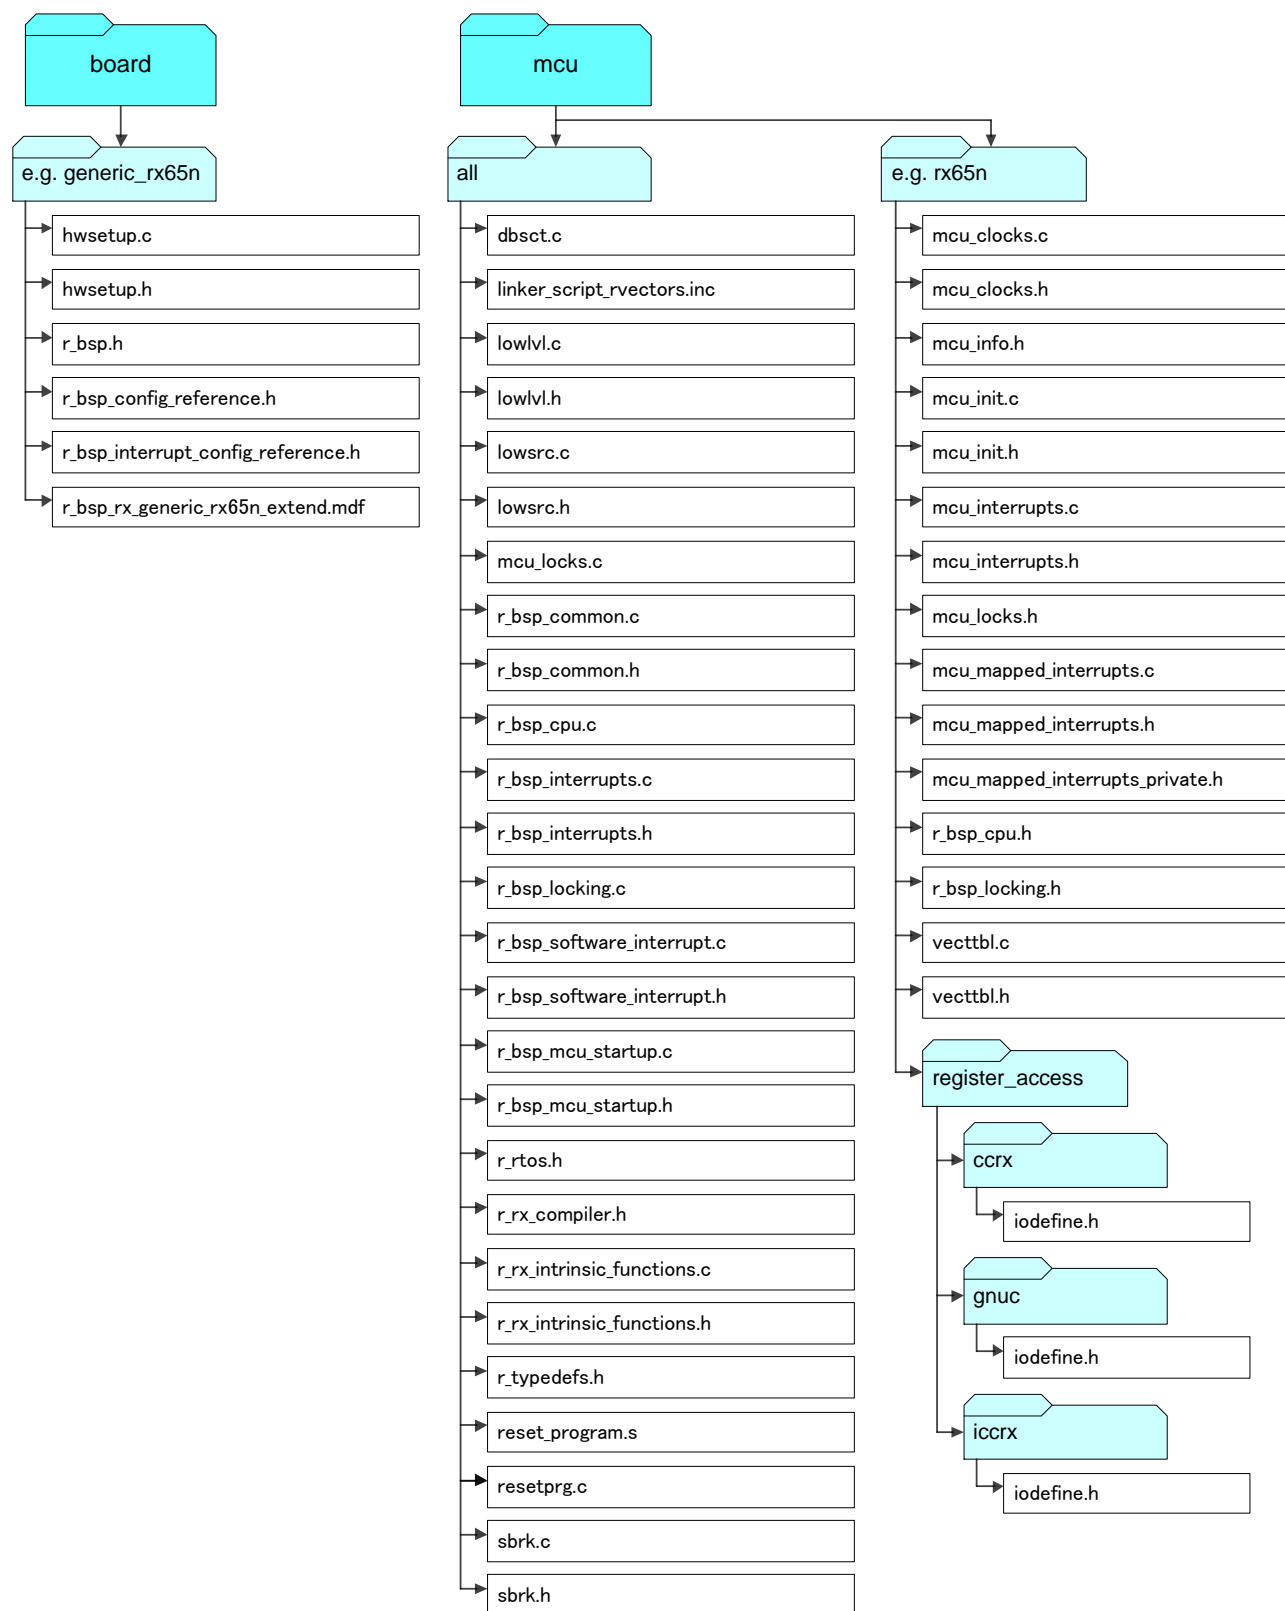 board
e.g. generic_rx65n
hwsetup.c
hwsetup.h
r_bsp.h
r_bsp_config_reference.h
r_bsp_interrupt_config_reference.h
r_bsp_rx_generic_rx65n_extend.mdf
mcu
all
dbsct.c
linker_script_rvectors.inc
lowlvl.c
lowlvl.h
lowsrc.c
lowsrc.h
mcu_locks.c
r_bsp_common.c
r_bsp_common.h
r_bsp_cpu.c
r_bsp_interrupts.c
r_bsp_interrupts.h
r_bsp_locking.c
r_bsp_software_interrupt.c
r_bsp_software_interrupt.h
r_bsp_mcu_startup.c
r_bsp_mcu_startup.h
r_rtos.h
r_rx_compiler.h
r_rx_intrinsic_functions.c
r_rx_intrinsic_functions.h
r_typedefs.h
reset_program.s
resetprg.c
sbrk.c
sbrk.h
e.g. rx65n
mcu_clocks.c
mcu_clocks.h
mcu_info.h
mcu_init.c
mcu_init.h
mcu_interrupts.c
mcu_interrupts.h
mcu_locks.h
mcu_mapped_interrupts.c
mcu_mapped_interrupts.h
mcu_mapped_interrupts_private.h
r_bsp_cpu.h
r_bsp_locking.h
vecttbl.c
vecttbl.h
register_access
ccrx
iodefine.h
gnuc
iodefine.h
iccrx
iodefine.h